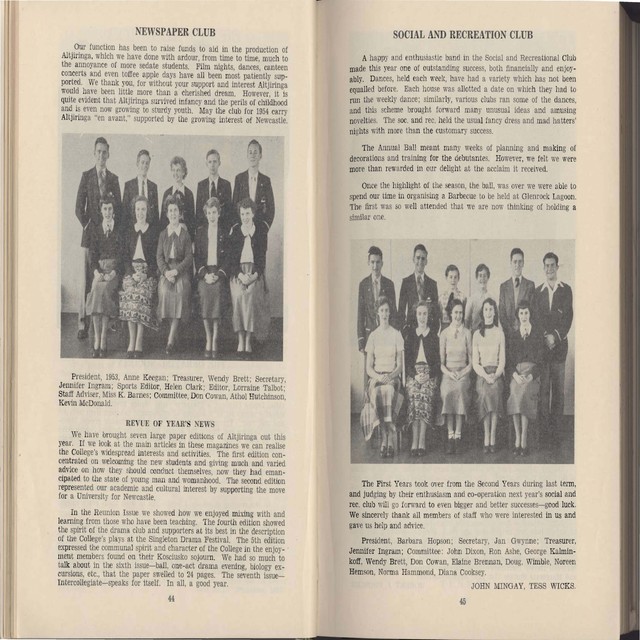 NEWSPAPER CLUB
Our function has been to raise funds to aid in the production of
Altjiringa, which we have done with ardour, from time to time, much to
the annoyance of more sedate students. Film nights, dances, canteen
concerts and even toffee apple days have all been most patiently sup-
ported. We thank you, for without your support and interest Altjiringa
would have been little more than a cherished dream. However, it is
quite evident that Altjiringa survived infancy and the perils of childhood
and is even now growing to sturdy youth. May the club for 1954 carry
Altjiringa "en avant," supported by the growing interest of Newcastle.
President, 1953, Anne Keegan; Treasurer, Wendy Brett; Secretary,
Jennifer Ingram; Sports Editor, Helen Clark; Editor, Lorraine Talbot;
Staff Adviser, Miss K. Barnes; Committee, Don Cowan, Athol Hutchinson,
Kevin McDonald.
REVUE OF YEAR'S NEWS
We have brought seven large paper editions of Altjiringa out this
year. If we look at the main articles in these magazines we can realise
the College's widespread interests and activities. The first edition con-
centrated on welcoming the new students and giving much and varied
advice on how they should conduct themselves, now they had eman-
cipated to the state of young man and womanhood. The second edition
represented our academic and cultural interest by supporting the move
for a University for Newcastle.
In the Reunion Issue we showed how we enjoyed mixing with and
learning from those who have been teaching. The fourth edition showed
the spirit of the drama club and supporters at its best in the description
of the College's plays at the Singleton Drama Festival. The 5th edition
expressed the communal spirit and character of the College in the enjoy-
ment members found on their Kosciusko sojourn. We had so much to
talk about in the sixth issue—ball, one-act drama evening, biology ex-
cursions, etc., that the paper swelled to 24 pages. The seventh issue—
Intercollegiate—speaks for itself. In all, a good year.
44
SOCIAL AND RECREATION CLUB
A happy and enthusiastic band in the Social and Recreational Club
made this year one of outstanding success, both financially and enjoy-
ably. Dances, held each week, have had a variety which has not been
equalled before. Each house was allotted a date on which they had to
run the weekly dance; similarly, various clubs ran some of the dances,
and this scheme brought forward many unusual ideas and amusing
novelties. The soc. and rec. held the usual fancy dress and mad hatters'
nights with more than the customary success.
The Annual Ball meant many weeks of planning and making of
decorations and training for the debutantes. However, we felt we were
more than rewarded in our delight at the acclaim it received.
Once the highlight of the season, the ball, was over we were able to
spend our time in organising a Barbecue to be held at Glenrock Lagoon.
The first was so well attended that we are now thinking of holding a
similar one.
The First Years took over from the Second Years during last term,
and judging by their enthusiasm and co-operation next year's social and
rec. club will go forward to even bigger and better successes—good luck.
We sincerely thank all members of staff who were interested in us and
gave us help and advice.
President, Barbara Hopson; Secretary, Jan Gwynne; Treasurer,
Jennifer Ingram; Committee: John Dixon, Ron Ashe, George Kalmin-
koff, Wendy Brett, Don Cowan, Elaine Brennan, Doug. Wimble, Noreen
Hemson, Norma Hammond, Diana Cooksey.
JOHN MINGAY, TESS WICKS.
45